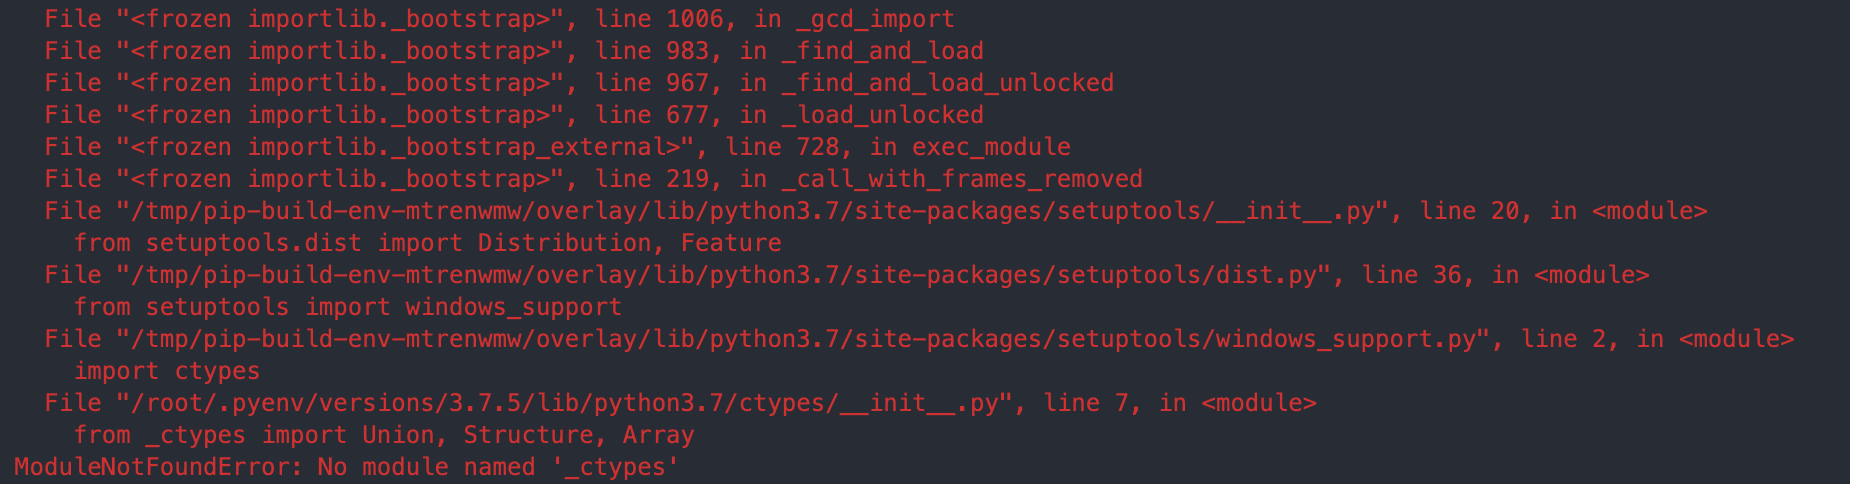 File "<frozen importlib._bootstrap>", line 1006, in _gcd_import
File "<frozen importlib._bootstrap>", line 983, in _find_and_load
File "<frozen importlib._bootstrap>", line 967, in _find_and_load_unlocked
File "<frozen importlib._bootstrap>", line 677, in _load_unlocked
File "<frozen importlib._bootstrap_external>", line 728, in exec_module
File "<frozen importlib._bootstrap>", line 219, in _call_with_frames_removed
File "/tmp/pip-build-env-mtrenwmw/overlay/lib/python3.7/site-packages/setuptools/__init__.py", line 20, in <module>
from setuptools.dist import Distribution, Feature
File "/tmp/pip-build-env-mtrenwmw/overlay/lib/python3.7/site-packages/setuptools/dist.py", line 36, in <module>
from setuptools import windows_support
File "/tmp/pip-build-env-mtrenwmw/overlay/lib/python3.7/site-packages/setuptools/windows_support.py", line 2, in <module>
import ctypes
File "/root/.pyenv/versions/3.7.5/lib/python3.7/ctypes/__init__.py", line 7, in <module>
from _ctypes import Union, Structure, Array
ModuleNotFoundError: No module named '_ctypes'